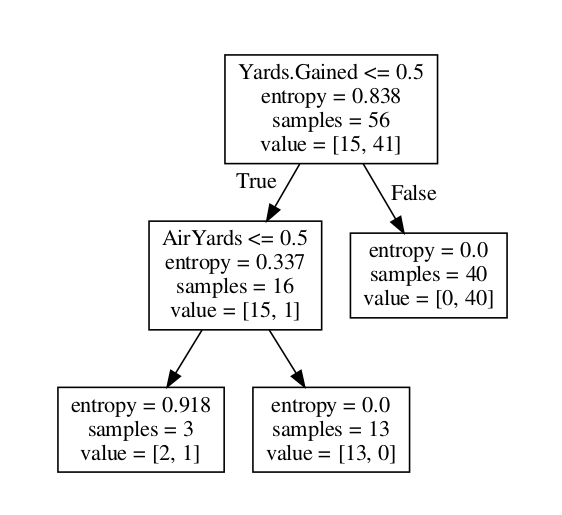 Yards.Gained <= 0.5
entropy = 0.838
samples = 56
value = [15, 41]
True
False
AirYards <= 0.5
entropy = 0.337
samples = 16
value = [15, 1]
entropy = 0.0
samples = 40
value = [0, 40]
entropy = 0.918
samples = 3
value = [2, 1]
entropy = 0.0
samples = 13
value = [13, 0]